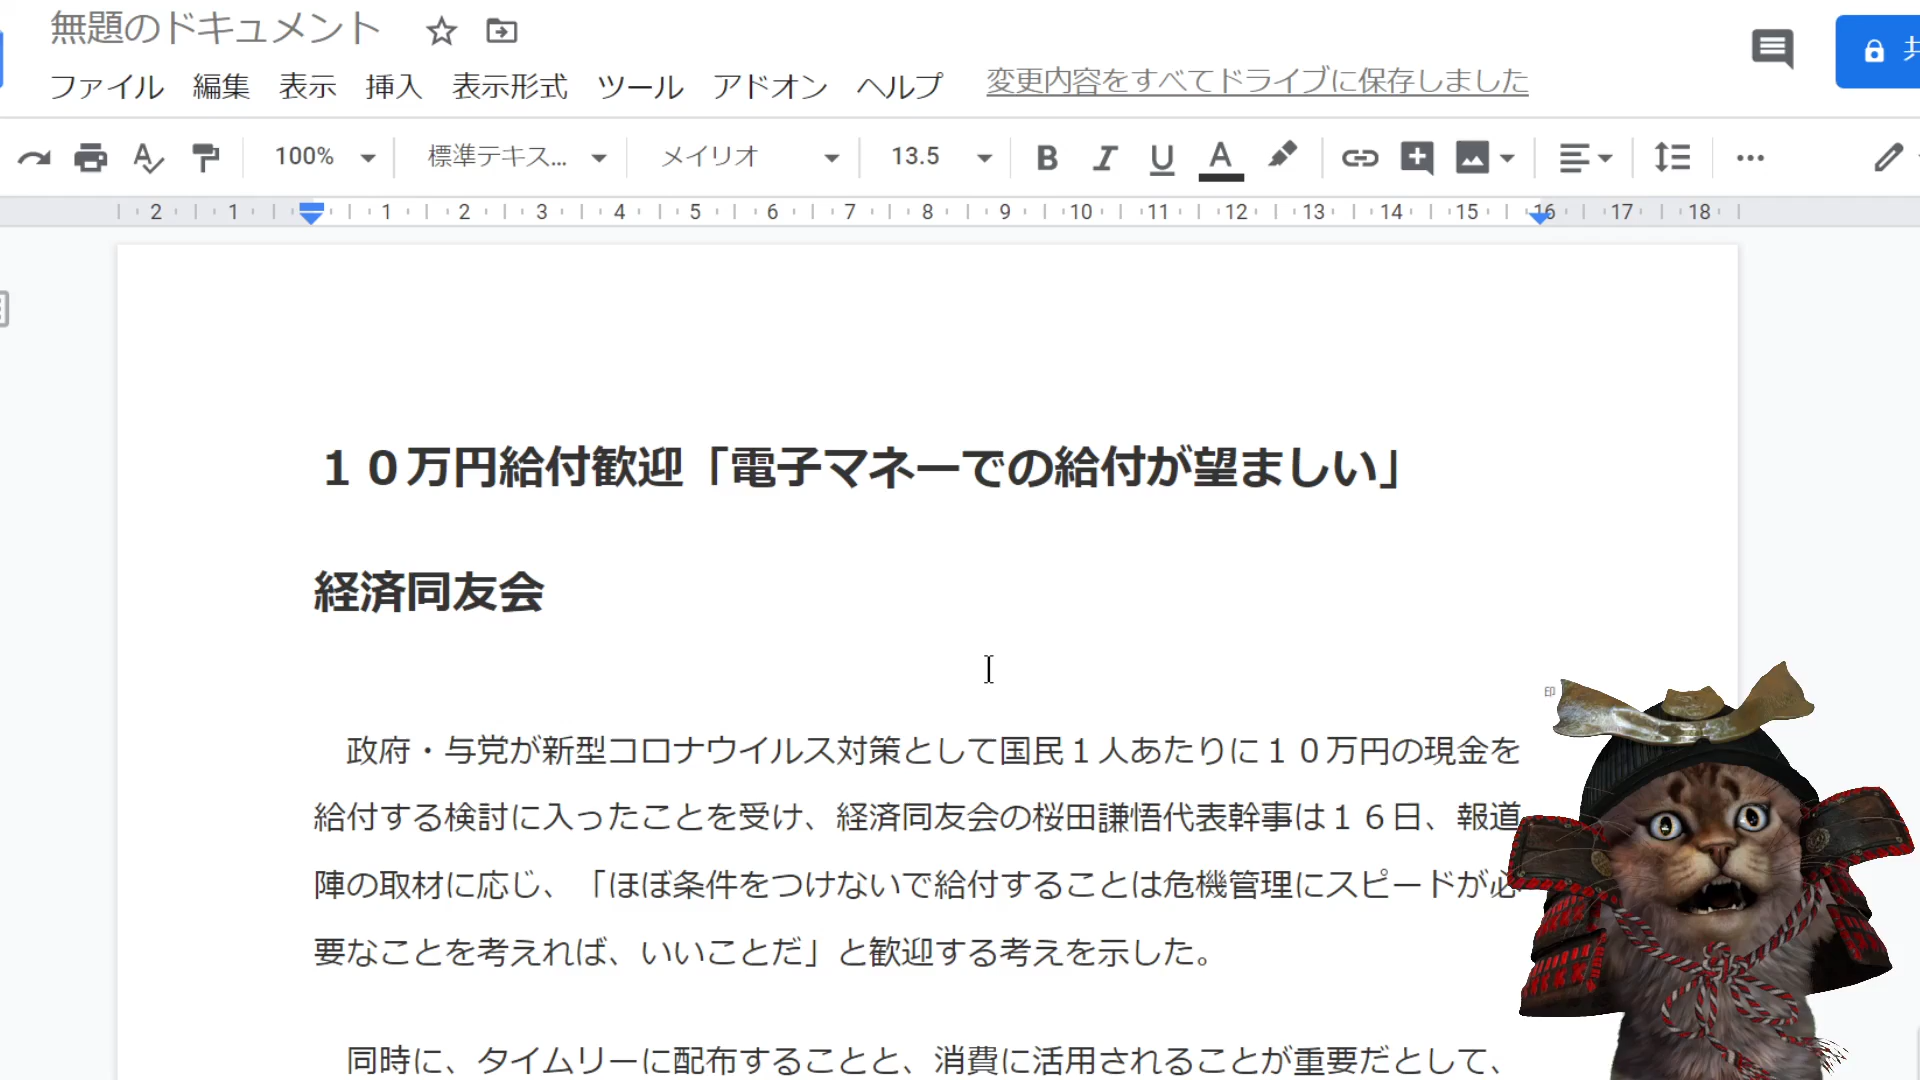 無題のドキュメント
ファイル 編集 表示 挿入 表示形式 ツール アドオン ヘルプ 変更内容をすべてドライブに保存しました
100% 標準テキス... メイリオ 13.5 B I U A
2 1 1 2 3 4 5 6 7 8 9 10 11 12 13 14 15 16 17 18
１０万円給付歓迎「電子マネーでの給付が望ましい」
経済同友会
印
政府・与党が新型コロナウイルス対策として国民１人あたりに１０万円の現金を
給付する検討に入ったことを受け、経済同友会の桜田謙悟代表幹事は１６日、報道
陣の取材に応じ、「ほぼ条件をつけないで給付することは危機管理にスピードが必
要なことを考えれば、いいことだ」と歓迎する考えを示した。
同時に、タイムリーに配布することと、消費に活用されることが重要だとして、